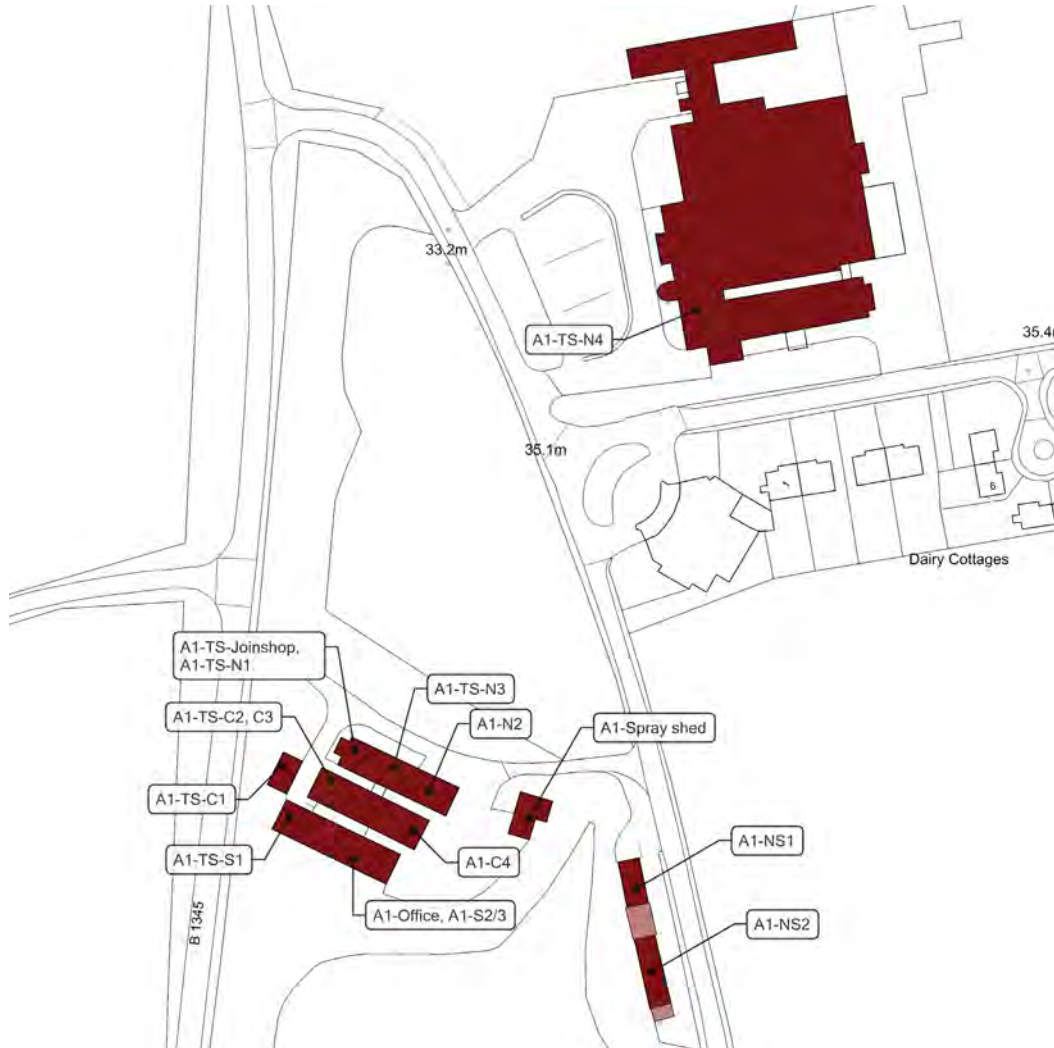 33.2m
A1-TS-N4
35.4
35.1m
6
Dairy Cottages
A1-TS-Joinshop,
A1-TS-N1
A1-TS-N3
A1-TS-C2, C3
A1-N2
A1-Spray shed
A1-TS-C1
A1-NS1
A1-TS-S1
A1-C4
A1-Office, A1-S2/3
A1-NS2
B 1345